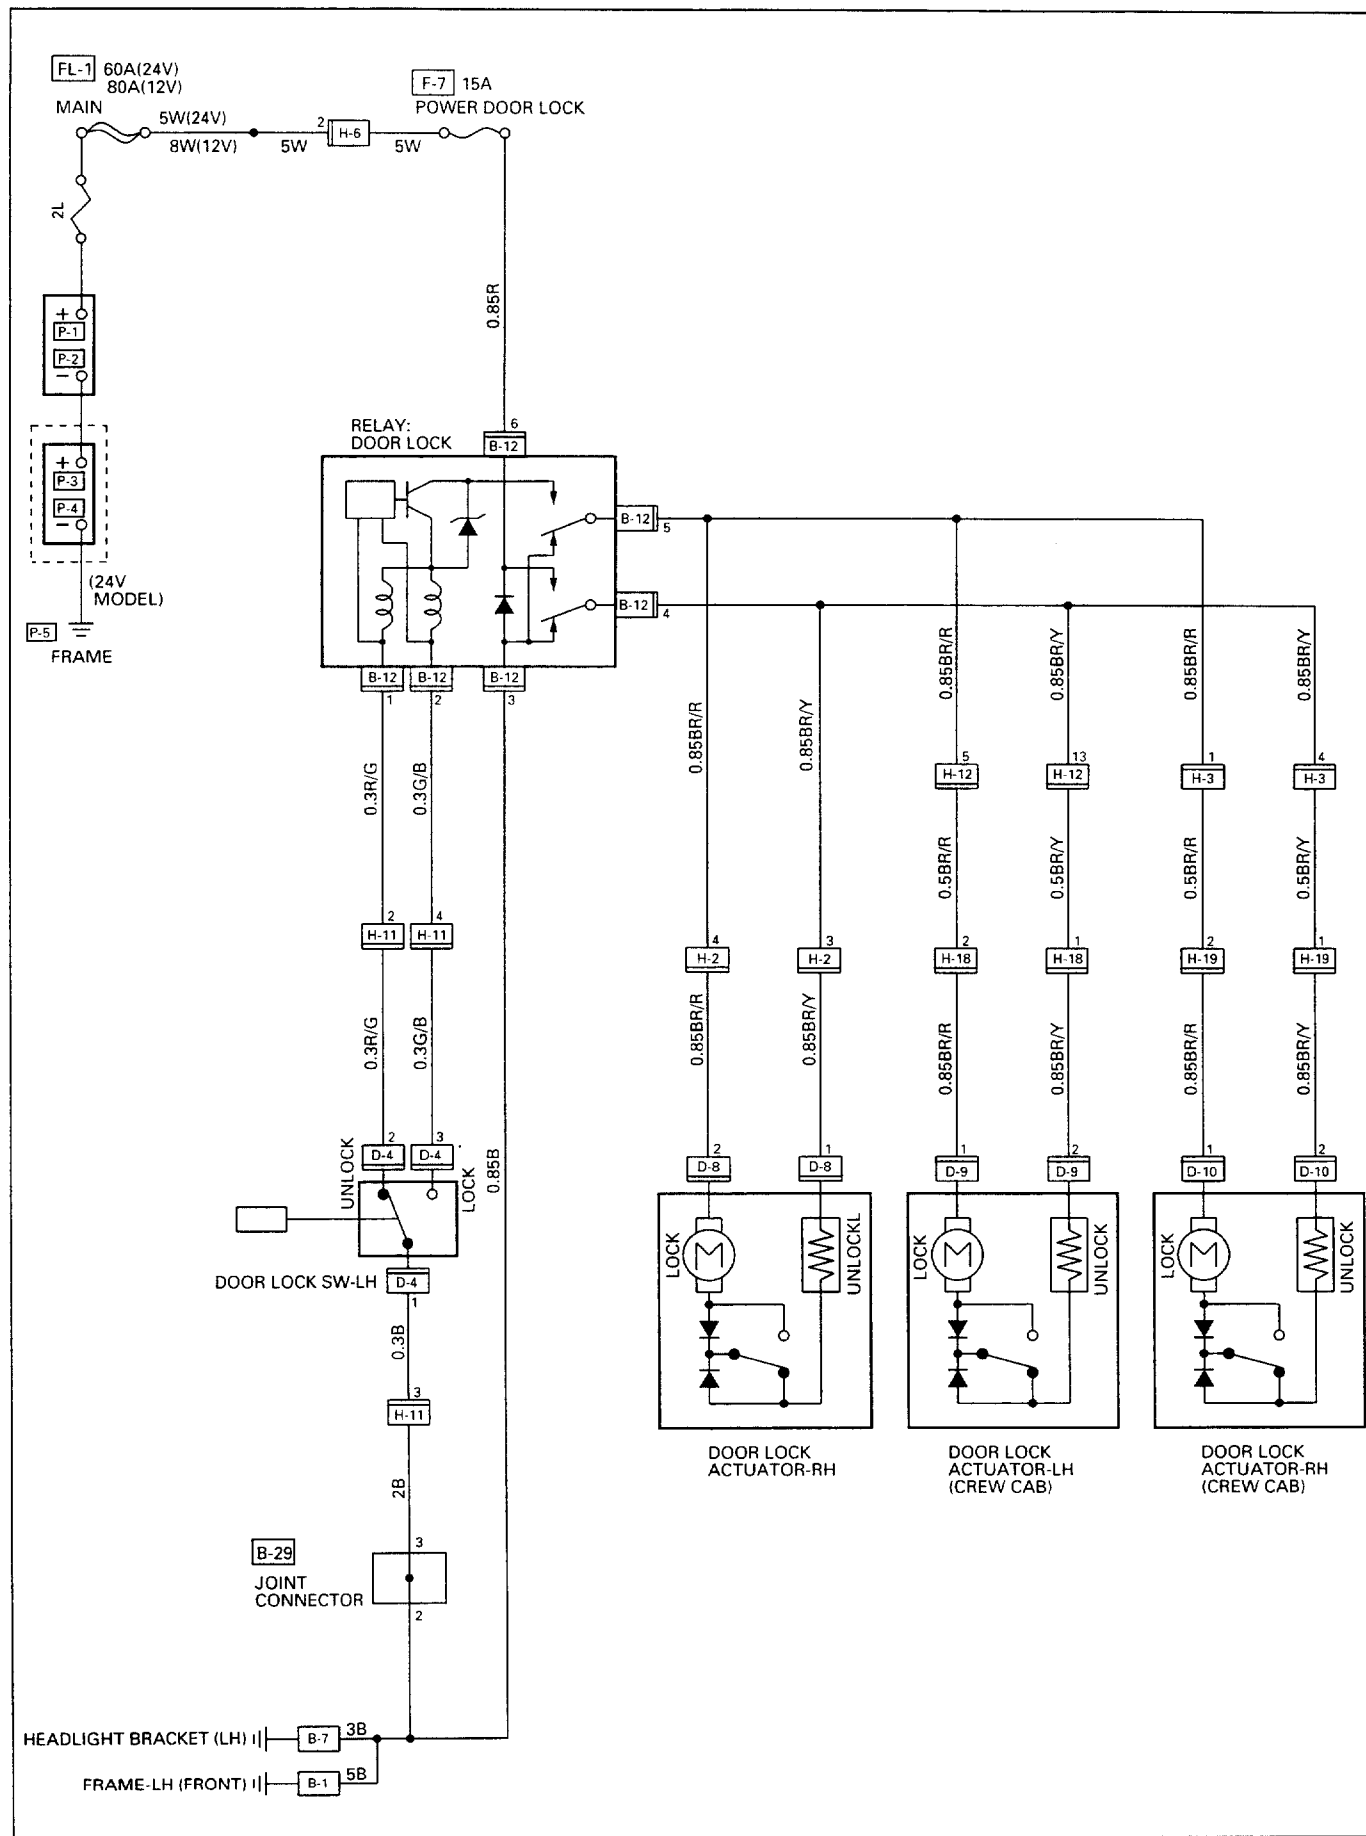 FL-1 60A(24V)
80A(12V)
MAIN
F-7 15A
POWER DOOR LOCK
5W(24V)
8W(12V)
5W
2
H-6
5W
2L
0.85R
+
P-1
P-2
−
+
P-3
P-4
−
(24V
MODEL)
P-5
FRAME
RELAY:
DOOR LOCK
6
B-12
B-12
5
B-12
4
B-12
1
B-12
2
B-12
3
0.3R/G
0.3G/B
0.85BR/R
0.85BR/Y
0.85BR/R
0.85BR/Y
0.85BR/R
0.85BR/Y
5
H-12
13
H-12
1
H-3
4
H-3
0.5BR/R
0.5BR/Y
0.5BR/R
0.5BR/Y
2
H-11
4
H-11
4
H-2
3
H-2
2
H-18
1
H-18
2
H-19
1
H-19
0.3R/G
0.3G/B
0.85BR/R
0.85BR/Y
0.85BR/R
0.85BR/Y
0.85BR/R
0.85BR/Y
UNLOCK
2
D-4
3
D-4
LOCK
0.85B
2
D-8
1
D-8
1
D-9
2
D-9
1
D-10
2
D-10
LOCK
M
UNLOCKL
LOCK
M
UNLOCK
LOCK
M
UNLOCK
DOOR LOCK SW-LH
D-4
1
0.3B
3
H-11
2B
DOOR LOCK
ACTUATOR-RH
DOOR LOCK
ACTUATOR-LH
(CREW CAB)
DOOR LOCK
ACTUATOR-RH
(CREW CAB)
B-29
JOINT
CONNECTOR
3
2
HEADLIGHT BRACKET (LH)
B-7
3B
FRAME-LH (FRONT)
B-1
5B